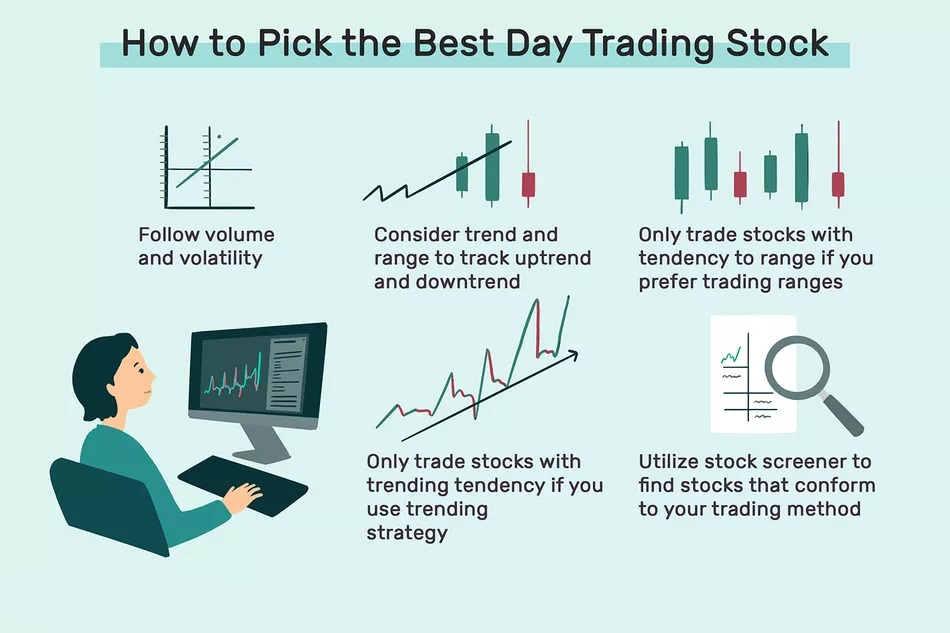 How to Pick the Best Day Trading Stock
Follow volume
and volatility
Consider trend and
range to track uptrend
and downtrend
Only trade stocks with
tendency to range if you
prefer trading ranges
Only trade stocks with
trending tendency if you
use trending
strategy
Utilize stock screener to
find stocks that conform
to your trading method